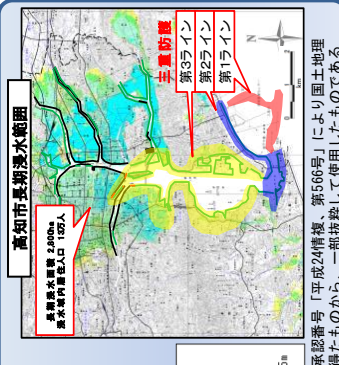 高知市長期浸水範囲
長期浸水面積 2,800ha
浸水域内居住人口 13万人
三重防護
第3ライン
第2ライン
第1ライン
承認番号「平成24情複、第566号」により国土地理
得たものから、一部抜粋して使用したものである